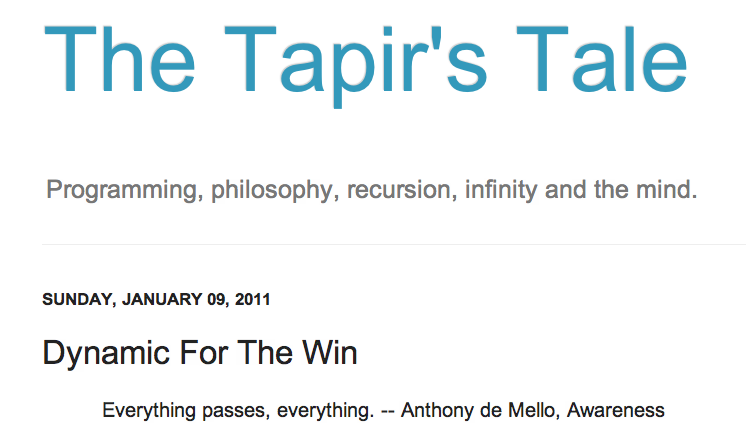 The Tapir's Tale
Programming, philosophy, recursion, infinity and the mind.
SUNDAY, JANUARY 09, 2011
Dynamic For The Win
Everything passes, everything. -- Anthony de Mello, Awareness